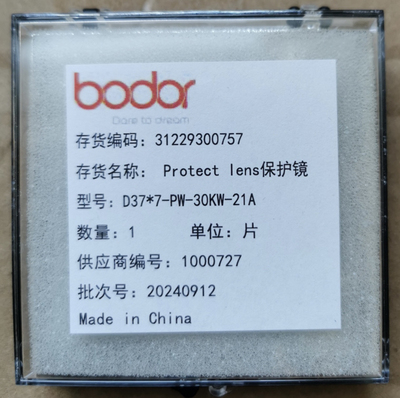 bodor
Dare to dream
存货编码：31229300757
存货名称： Protect lens保护镜
型号：D37*7-PW-30KW-21A
数量：1 单位：片
供应商编号：1000727
批次号：20240912
Made in China